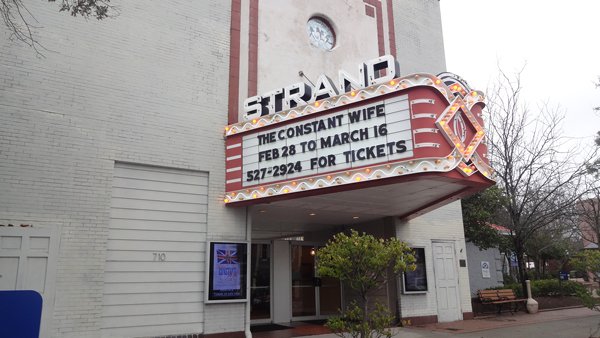 STRAND
THE CONSTANT WIFE
FEB 28 TO MARCH 16
527-2924 FOR TICKETS
710